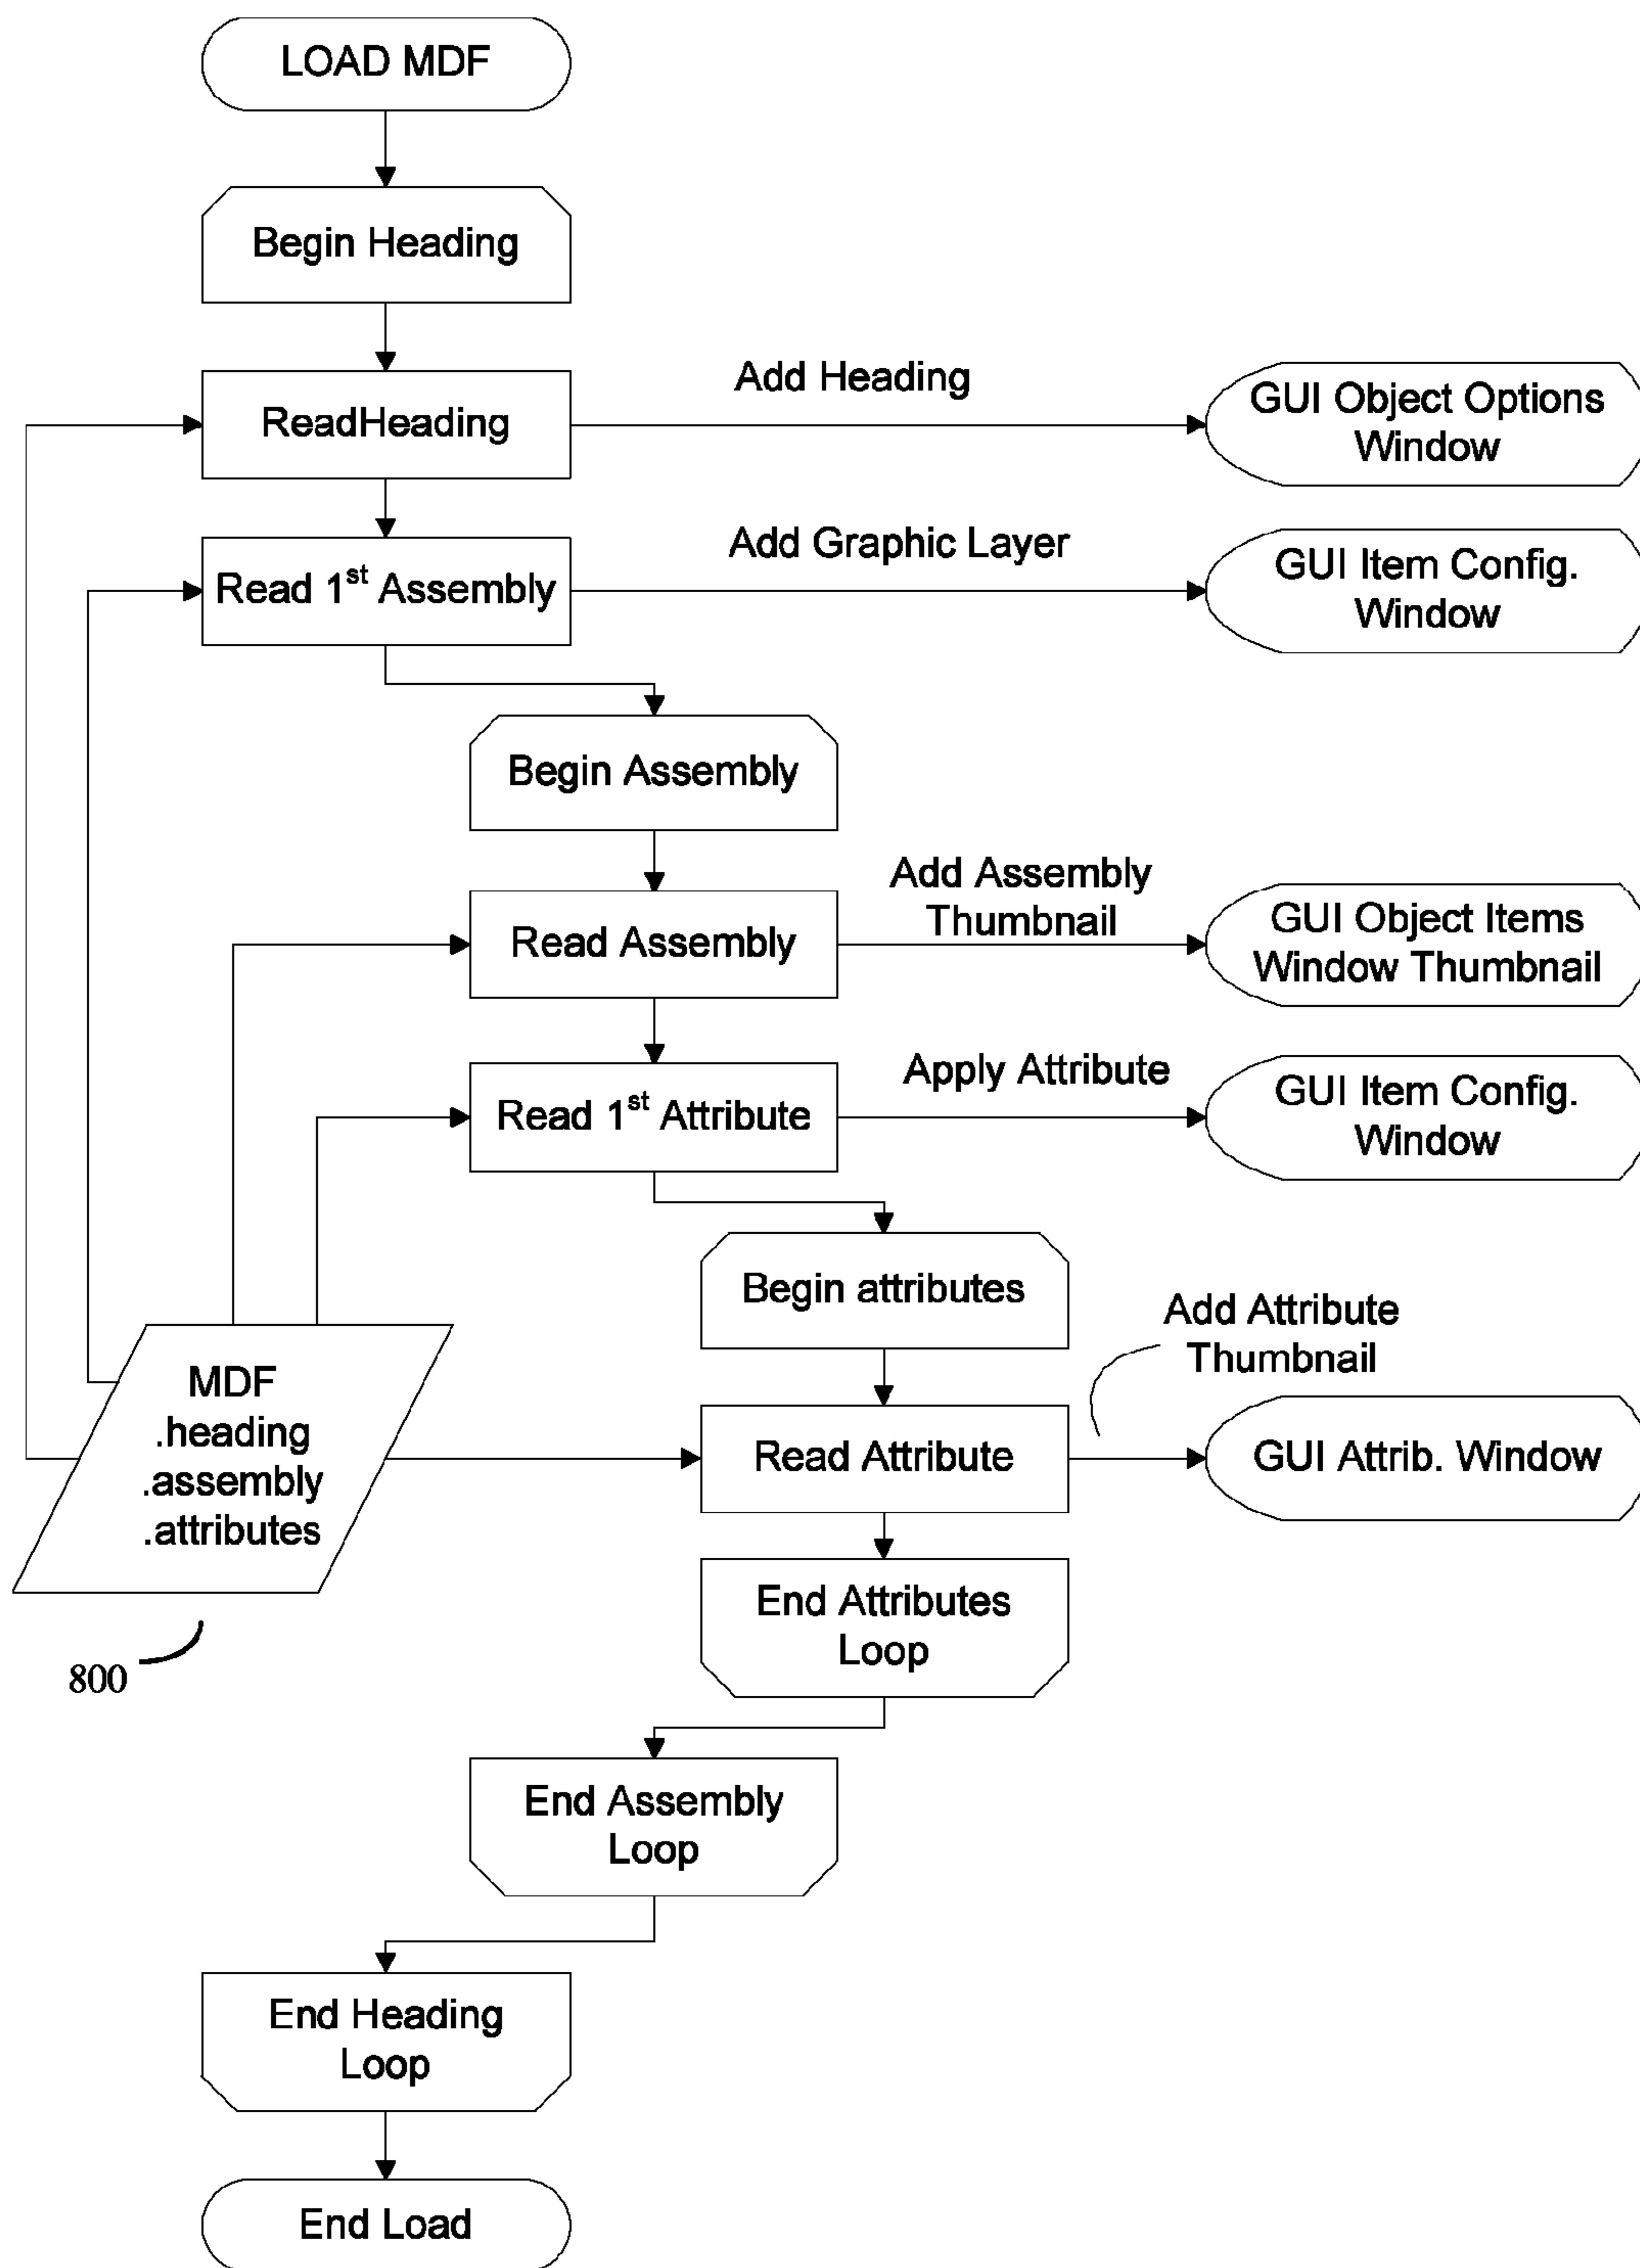 LOAD MDF
Begin Heading
ReadHeading
Add Heading
GUI Object Options
Window
Read 1st Assembly
Add Graphic Layer
GUI Item Config.
Window
Begin Assembly
Read Assembly
Add Assembly
Thumbnail
GUI Object Items
Window Thumbnail
Read 1st Attribute
Apply Attribute
GUI Item Config.
Window
Begin attributes
Add Attribute
Thumbnail
MDF
.heading
.assembly
.attributes
Read Attribute
GUI Attrib. Window
End Attributes
Loop
800
End Assembly
Loop
End Heading
Loop
End Load